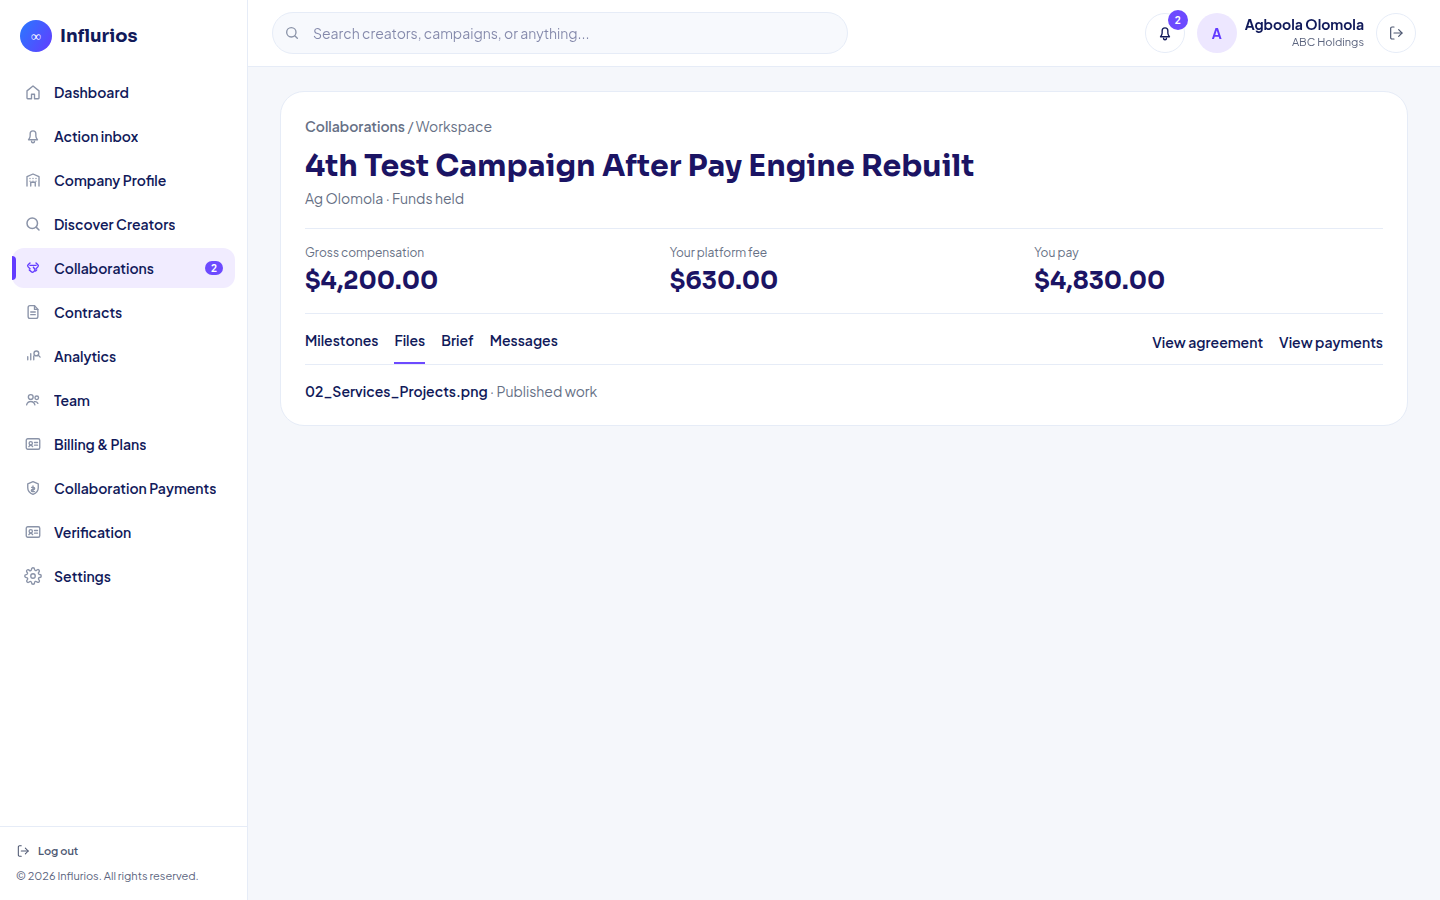 ∞ Influrios
Search creators, campaigns, or anything...
2
A
Agboola Olomola
ABC Holdings
Dashboard
Action inbox
Company Profile
Discover Creators
Collaborations 2
Contracts
Analytics
Team
Billing & Plans
Collaboration Payments
Verification
Settings
Log out
© 2026 Influrios. All rights reserved.
Collaborations / Workspace
4th Test Campaign After Pay Engine Rebuilt
Ag Olomola · Funds held
Gross compensation
$4,200.00
Your platform fee
$630.00
You pay
$4,830.00
Milestones Files Brief Messages
View agreement View payments
02_Services_Projects.png · Published work